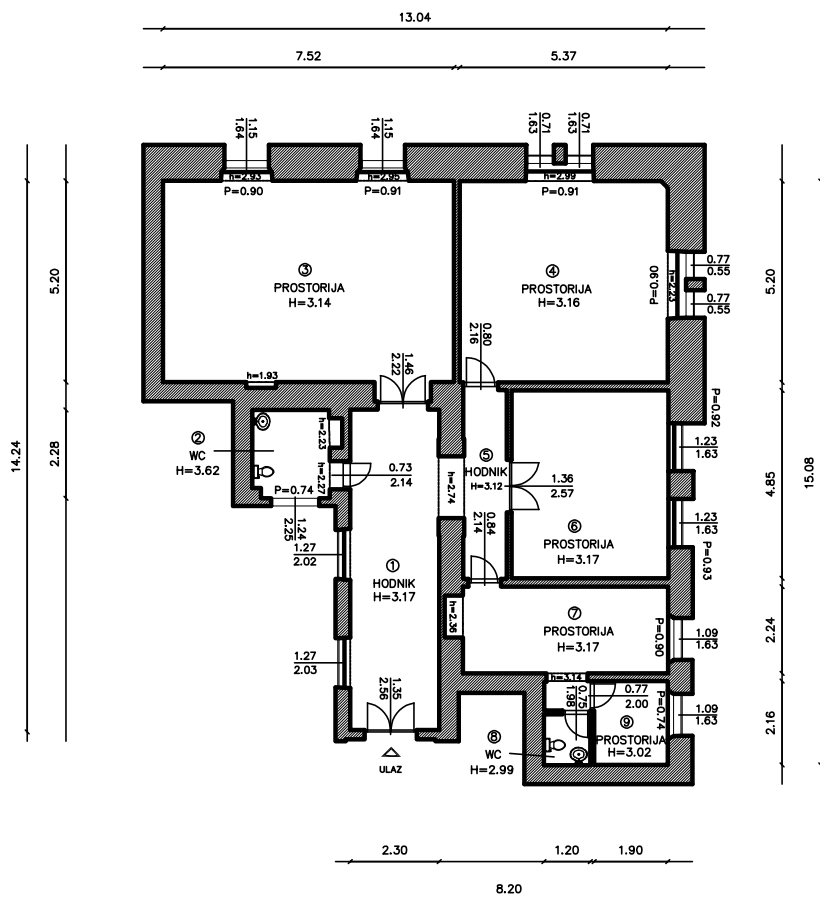 13.04
7.52
5.37
1.15
1.64
1.15
1.64
0.71
1.63
0.71
1.63
h=2.93
h=2.95
h=2.99
P=0.90
P=0.91
P=0.91
0.77
0.55
0.77
0.55
P=0.90
h=2.23
③
PROSTORIJA
H=3.14
④
PROSTORIJA
H=3.16
5.20
5.20
14.24
2.28
15.08
4.85
2.24
2.16
h=1.93
1.46
2.22
0.80
2.16
P=0.92
②
WC
H=3.62
h=2.23
h=2.27
P=0.74
0.73
2.14
h=2.74
⑤
HODNIK
H=3.12
1.36
2.57
1.23
1.63
1.23
1.63
P=0.93
1.24
2.25
0.84
2.14
⑥
PROSTORIJA
H=3.17
1.27
2.02
①
HODNIK
H=3.17
h=2.36
⑦
PROSTORIJA
H=3.17
P=0.90
1.09
1.63
1.27
2.03
1.35
2.56
h=3.14
0.75
1.98
0.77
2.00
P=0.74
1.09
1.63
⑧
WC
H=2.99
⑨
PROSTORIJA
H=3.02
ULAZ
2.30
1.20
1.90
8.20